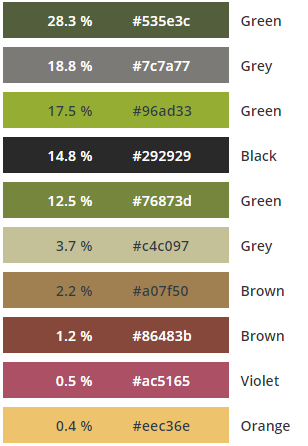 28.3 % #535e3c Green
18.8 % #7c7a77 Grey
17.5 % #96ad33 Green
14.8 % #292929 Black
12.5 % #76873d Green
3.7 % #c4c097 Grey
2.2 % #a07f50 Brown
1.2 % #86483b Brown
0.5 % #ac5165 Violet
0.4 % #eec36e Orange